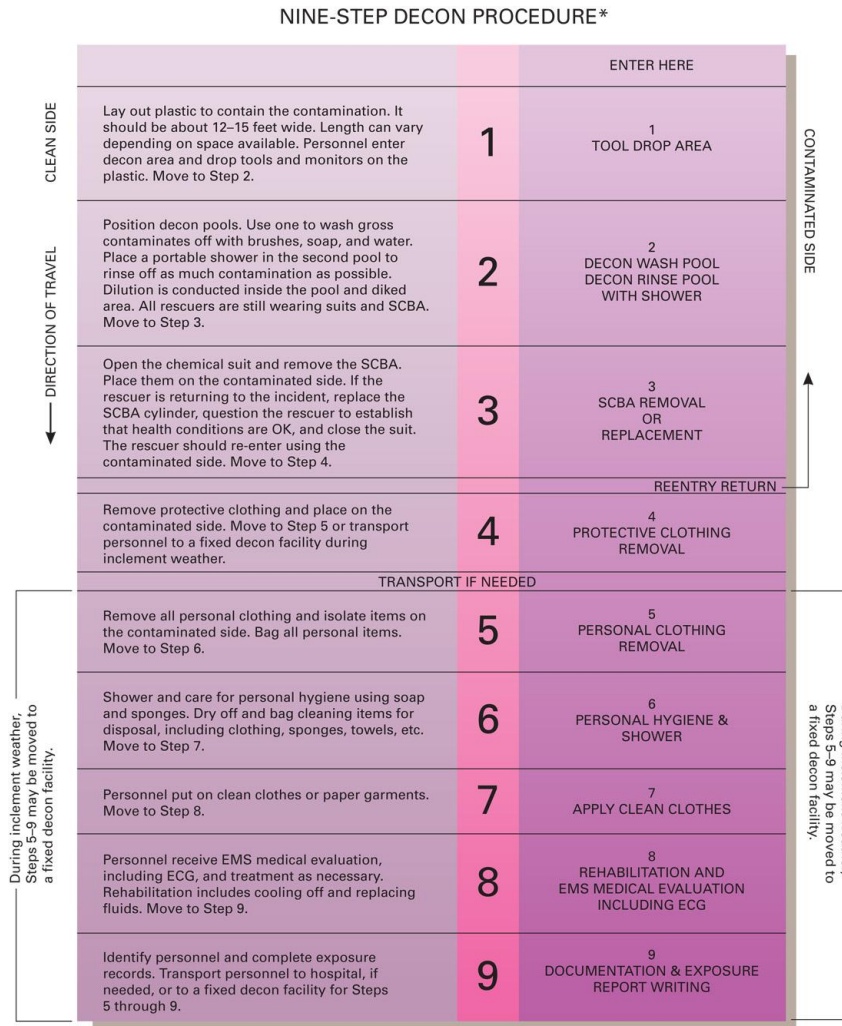 NINE-STEP DECON PROCEDURE*
ENTER HERE
CLEAN SIDE
DIRECTION OF TRAVEL
CONTAMINATED SIDE
Lay out plastic to contain the contamination. It
should be about 12–15 feet wide. Length can vary
depending on space available. Personnel enter
decon area and drop tools and monitors on the
plastic. Move to Step 2.
1
1
TOOL DROP AREA
Position decon pools. Use one to wash gross
contaminates off with brushes, soap, and water.
Place a portable shower in the second pool to
rinse off as much contamination as possible.
Dilution is conducted inside the pool and diked
area. All rescuers are still wearing suits and SCBA.
Move to Step 3.
2
2
DECON WASH POOL
DECON RINSE POOL
WITH SHOWER
Open the chemical suit and remove the SCBA.
Place them on the contaminated side. If the
rescuer is returning to the incident, replace the
SCBA cylinder, question the rescuer to establish
that health conditions are OK, and close the suit.
The rescuer should re-enter using the
contaminated side. Move to Step 4.
3
3
SCBA REMOVAL
OR
REPLACEMENT
REENTRY RETURN
Remove protective clothing and place on the
contaminated side. Move to Step 5 or transport
personnel to a fixed decon facility during
inclement weather.
4
4
PROTECTIVE CLOTHING
REMOVAL
TRANSPORT IF NEEDED
Remove all personal clothing and isolate items on
the contaminated side. Bag all personal items.
Move to Step 6.
5
5
PERSONAL CLOTHING
REMOVAL
Shower and care for personal hygiene using soap
and sponges. Dry off and bag cleaning items for
disposal, including clothing, sponges, towels, etc.
Move to Step 7.
6
6
PERSONAL HYGIENE &
SHOWER
Personnel put on clean clothes or paper garments.
Move to Step 8.
7
7
APPLY CLEAN CLOTHES
Personnel receive EMS medical evaluation,
including ECG, and treatment as necessary.
Rehabilitation includes cooling off and replacing
fluids. Move to Step 9.
8
8
REHABILITATION AND
EMS MEDICAL EVALUATION
INCLUDING ECG
Identify personnel and complete exposure
records. Transport personnel to hospital, if
needed, or to a fixed decon facility for Steps
5 through 9.
9
9
DOCUMENTATION & EXPOSURE
REPORT WRITING
During inclement weather,
Steps 5–9 may be moved to
a fixed decon facility.
Steps 5–9 may be moved to
a fixed decon facility.